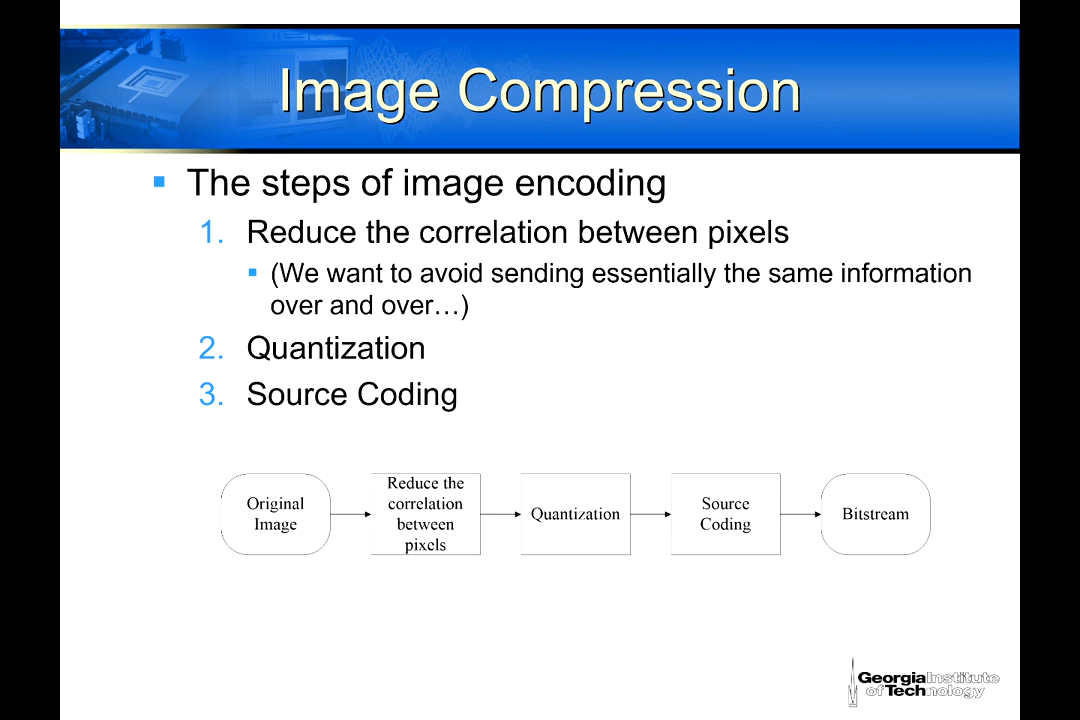 Image Compression
The steps of image encoding
1. Reduce the correlation between pixels
(We want to avoid sending essentially the same information
over and over…)
2. Quantization
3. Source Coding
Original
Image
Reduce the
correlation
between
pixels
Quantization
Source
Coding
Bitstream
Georgia Institute
of Technology